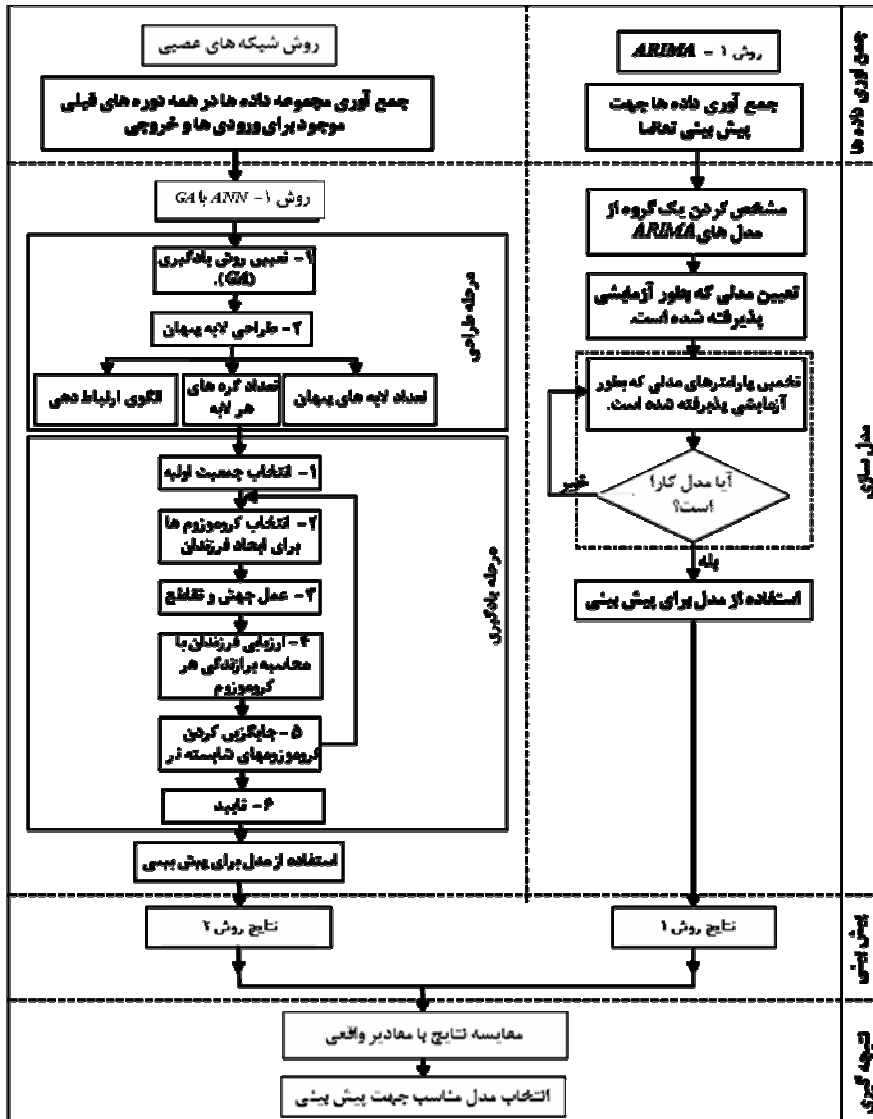 جمع آوری داده ها
روش ۱ - ARIMA
جمع آوری داده ها جهت
پیش بینی تقاضا
روش شبکه های عصبی
جمع آوری مجموعه داده ها در همه دوره های قبلی
موجود برای ورودی ها و خروجی
مدل سازی
مشخص کردن یک گروه از
مدل های ARIMA
تعیین مدلی که بطور آزمایشی
پذیرفته شده است.
تخمین پارامترهای مدلی که بطور
آزمایشی پذیرفته شده است.
آیا مدل کارا
است؟
خیر
بله
استفاده از مدل برای پیش بینی
روش ۱- ANN با GA
مرحله طراحی
۱- تعیین روش یادگیری
(GA).
۲- طراحی لایه پنهان
تعداد لایه های پنهان
تعداد گره های
هر لایه
الگوی ارتباط دهی
مرحله یادگیری
۱- انتخاب جمعیت اولیه
۲- انتخاب کروموزوم ها
برای ایجاد فرزندان
۳- عمل جهش و تقاطع
۴- ارزیابی فرزندان با
محاسبه برازندگی هر
کروموزوم
۵- جایگزین کردن
کروموزومهای شایسته تر
۶- تایید
استفاده از مدل برای پیش بینی
پیش بینی
نتایج روش ۱
نتایج روش ۲
نتیجه گیری
مقایسه نتایج با مقادیر واقعی
انتخاب مدل مناسب جهت پیش بینی